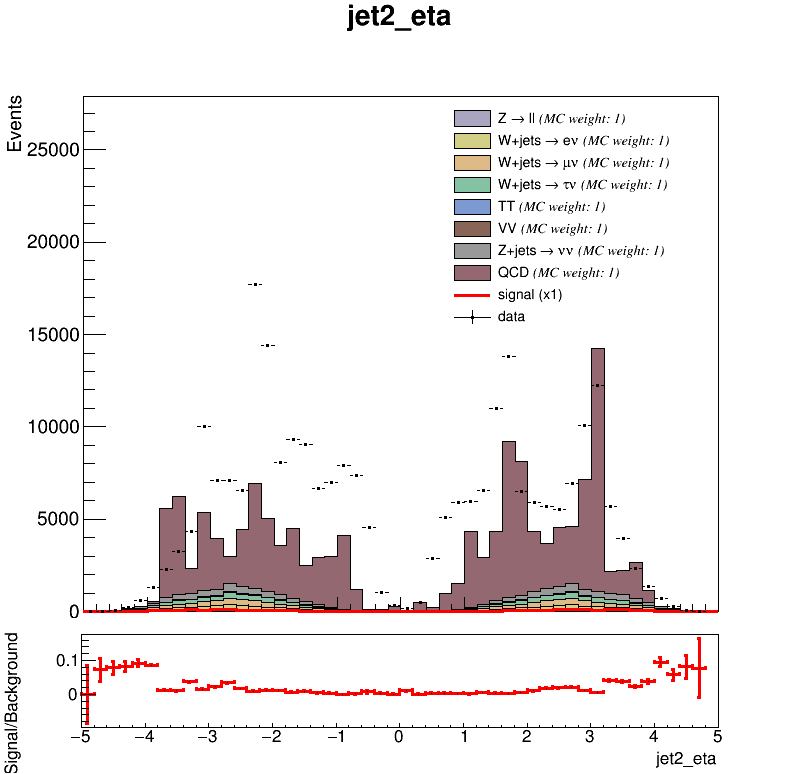 jet2_eta
Events
25000
20000
15000
10000
5000
0
Z → ll (MC weight: 1)
W+jets → eν (MC weight: 1)
W+jets → μν (MC weight: 1)
W+jets → τν (MC weight: 1)
TT (MC weight: 1)
VV (MC weight: 1)
Z+jets → νν (MC weight: 1)
QCD (MC weight: 1)
signal (x1)
data
Signal/Background
0.1
0
−5 −4 −3 −2 −1 0 1 2 3 4 5
jet2_eta